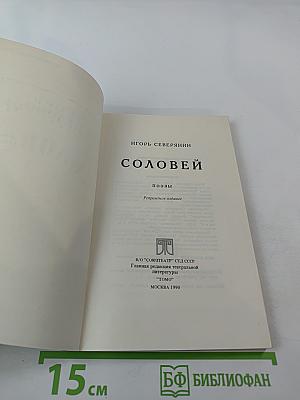 ИГОРЬ СЕВЕРЯНИН
СОЛОВЕЙ
ПОЭЗЫ
Репринтное издание
В/О "СОЮЗТЕАТР" СТД СССР
Главная редакция театральной
литературы
"ТОМО"
МОСКВА 1990
15 см
БФ БИБЛИОФАН